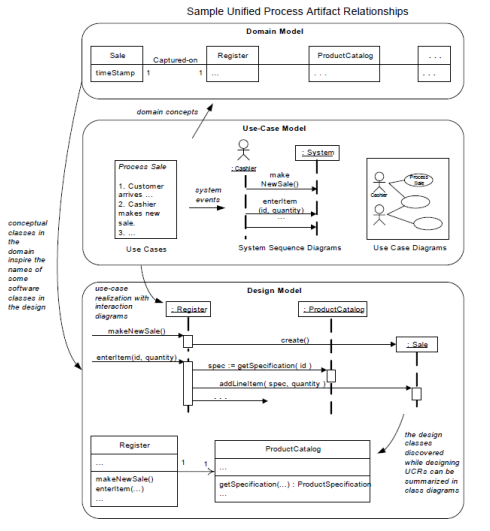 Sample Unified Process Artifact Relationships
Domain Model
Sale
timeStamp
Captured-on
1
1
Register
...
ProductCatalog
. . .
. . .
. . .
domain concepts
Use-Case Model
Process Sale
1. Customer
arrives ...
2. Cashier
makes new
sale.
3. ...
Use Cases
system
events
: Cashier
: System
make
NewSale()
enterItem
(id, quantity)
...
System Sequence Diagrams
Process
Sale
Cashier
Use Case Diagrams
conceptual
classes in
the
domain
inspire the
names of
some
software
classes in
the design
Design Model
use-case
realization with
interaction
diagrams
: Register
: ProductCatalog
: Sale
makeNewSale()
create()
enterItem(id, quantity)
spec := getSpecification( id )
addLineItem( spec, quantity )
. . .
the design
classes
discovered
while designing
UCRs can be
summarized in
class diagrams
Register
...
makeNewSale()
enterItem(...)
...
1
1
ProductCatalog
...
getSpecification(...) : ProductSpecification
...